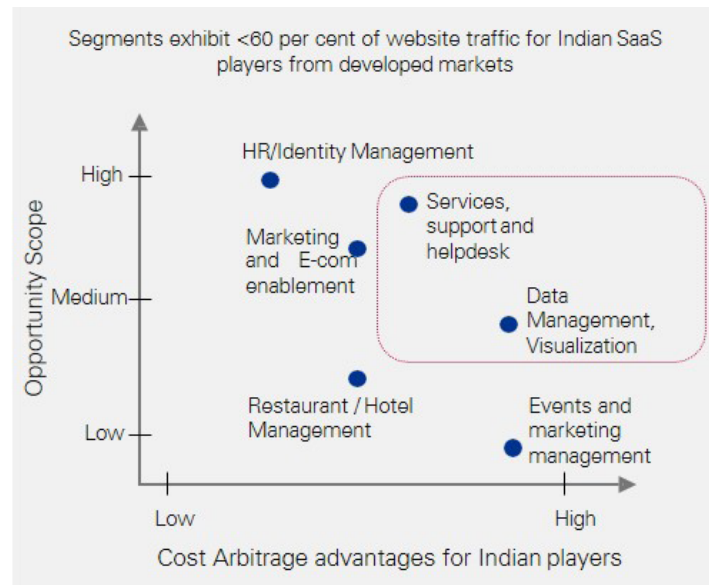 Segments exhibit <60 per cent of website traffic for Indian SaaS
players from developed markets
HR/Identity Management
High
Services,
support and
helpdesk
Marketing
and E-com
enablement
Opportunity Scope
Medium
Data
Management,
Visualization
Restaurant / Hotel
Management
Events and
marketing
management
Low
Low
High
Cost Arbitrage advantages for Indian players